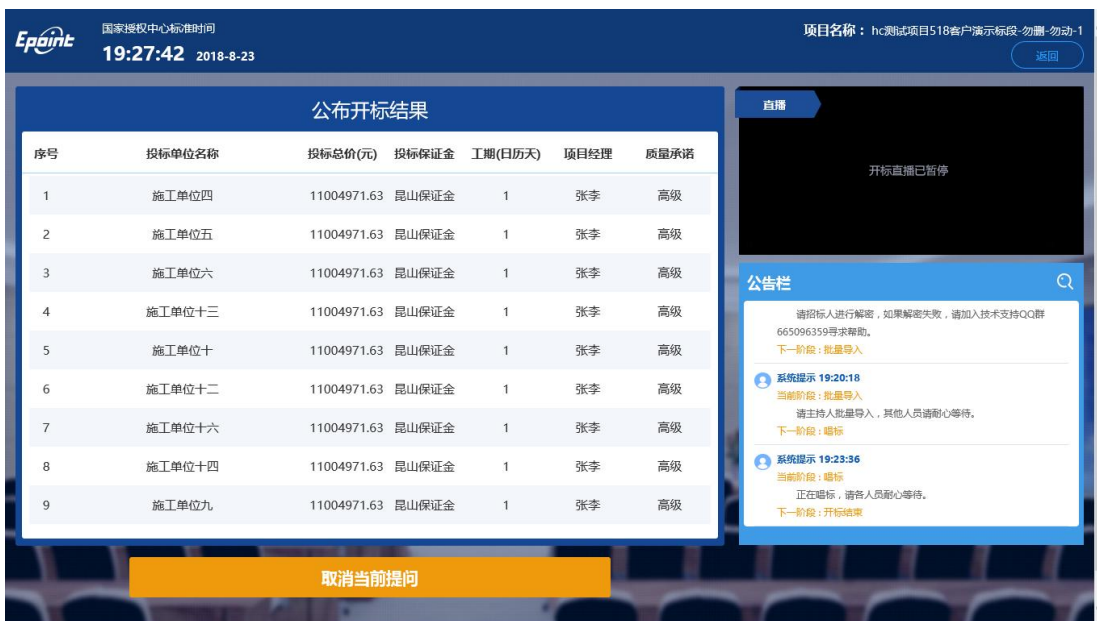 Epoint
国家授权中心标准时间
19:27:42 2018-8-23
项目名称：hc测试项目518客户演示标段-勿删-勿动-1
返回
公布开标结果
序号 投标单位名称 投标总价(元) 投标保证金 工期(日历天) 项目经理 质量承诺
1 施工单位四 11004971.63 昆山保证金 1 张李 高级
2 施工单位五 11004971.63 昆山保证金 1 张李 高级
3 施工单位六 11004971.63 昆山保证金 1 张李 高级
4 施工单位十三 11004971.63 昆山保证金 1 张李 高级
5 施工单位十 11004971.63 昆山保证金 1 张李 高级
6 施工单位十二 11004971.63 昆山保证金 1 张李 高级
7 施工单位十六 11004971.63 昆山保证金 1 张李 高级
8 施工单位十四 11004971.63 昆山保证金 1 张李 高级
9 施工单位九 11004971.63 昆山保证金 1 张李 高级
取消当前提问
直播
开标直播已暂停
公告栏
请招标人进行解密，如果解密失败，请加入技术支持QQ群
665096359寻求帮助。
下一阶段：批量导入
系统提示 19:20:18
当前阶段：批量导入
请主持人批量导入，其他人员请耐心等待。
下一阶段：唱标
系统提示 19:23:36
当前阶段：唱标
正在唱标，请各人员耐心等待。
下一阶段：开标结束